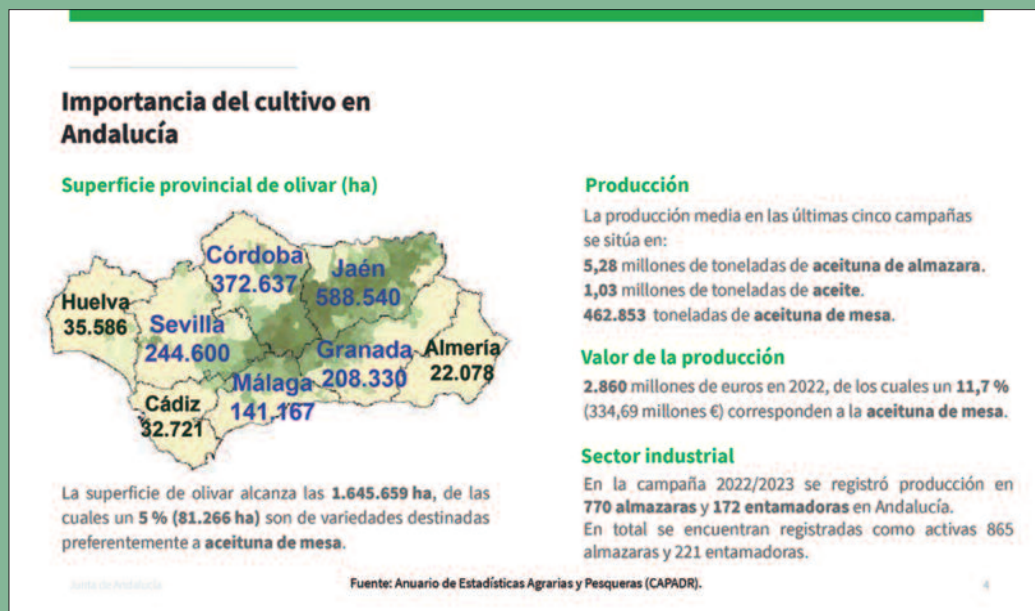 Importancia del cultivo en
Andalucía
Superficie provincial de olivar (ha)
Córdoba
372.637
Jaén
588.540
Huelva
35.586
Sevilla
244.600
Granada
208.330
Almería
22.078
Málaga
141.167
Cádiz
32.721
La superficie de olivar alcanza las 1.645.659 ha, de las
cuales un 5 % (81.266 ha) son de variedades destinadas
preferentemente a aceituna de mesa.
Producción
La producción media en las últimas cinco campañas
se sitúa en:
5,28 millones de toneladas de aceituna de almazara.
1,03 millones de toneladas de aceite.
462.853 toneladas de aceituna de mesa.
Valor de la producción
2.860 millones de euros en 2022, de los cuales un 11,7 %
(334,69 millones €) corresponden a la aceituna de mesa.
Sector industrial
En la campaña 2022/2023 se registró producción en
770 almazaras y 172 entamadoras en Andalucía.
En total se encuentran registradas como activas 865
almazaras y 221 entamadoras.
Junta de Andalucía
Fuente: Anuario de Estadísticas Agrarias y Pesqueras (CAPADR).
4